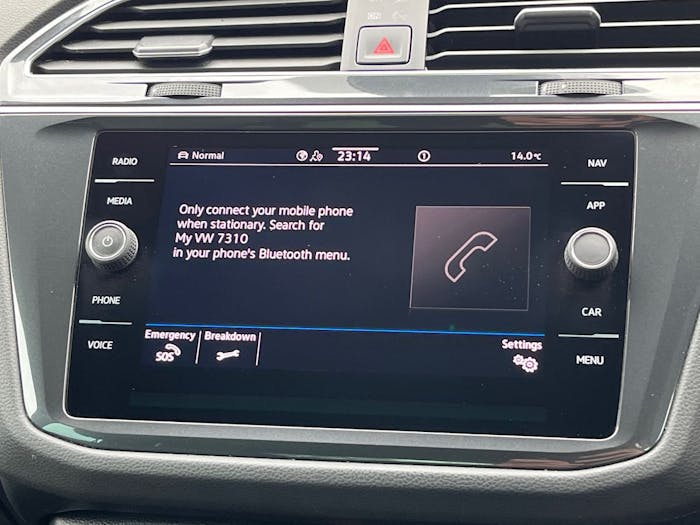 RADIO
MEDIA
PHONE
VOICE
Normal
23:14
14.0°C
Only connect your mobile phone
when stationary. Search for
My VW 7310
in your phone's Bluetooth menu.
Emergency
SOS
Breakdown
Settings
NAV
APP
CAR
MENU